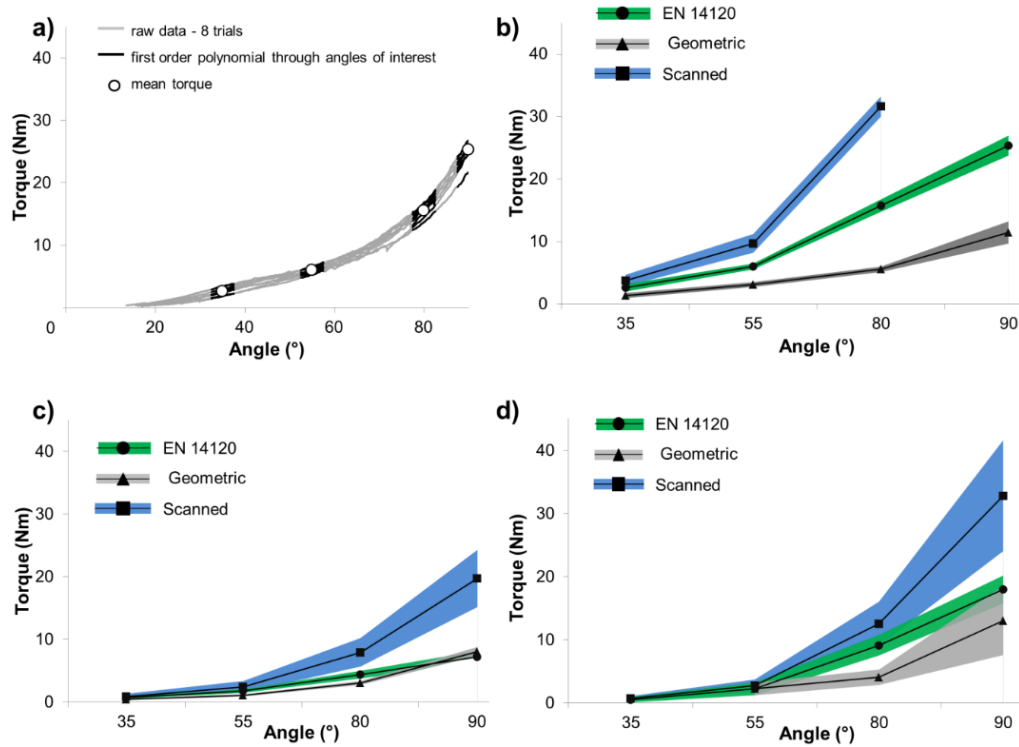 a)
raw data - 8 trials
first order polynomial through angles of interest
mean torque
40
30
20
10
0
20
40
60
80
Torque (Nm)
Angle (°)
b)
EN 14120
Geometric
Scanned
40
30
20
10
0
35
55
80
90
Torque (Nm)
Angle (°)
c)
EN 14120
Geometric
Scanned
40
30
20
10
0
35
55
80
90
Torque (Nm)
Angle (°)
d)
EN 14120
Geometric
Scanned
40
30
20
10
0
35
55
80
90
Torque (Nm)
Angle (°)